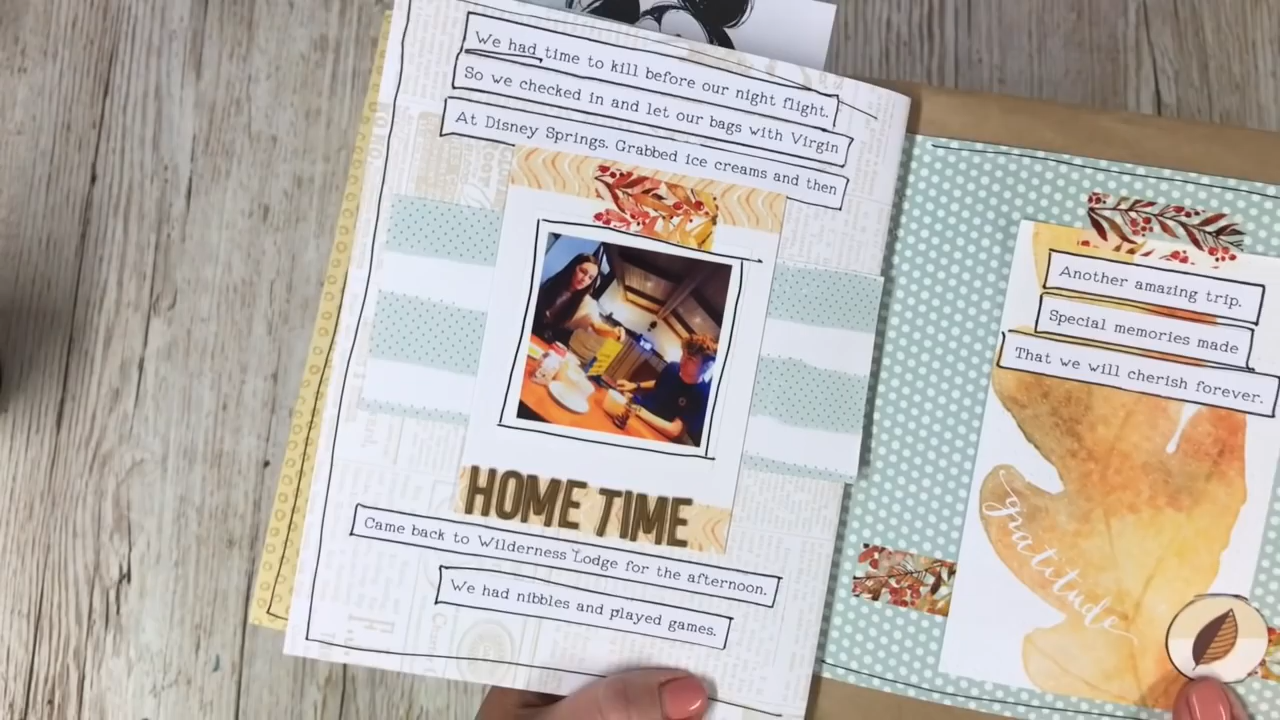 We had time to kill before our night flight.
So we checked in and let our bags with Virgin
At Disney Springs. Grabbed ice creams and then
HOME TIME
Came back to Wilderness Lodge for the afternoon.
We had nibbles and played games.
Another amazing trip.
Special memories made
That we will cherish forever.
gratitude